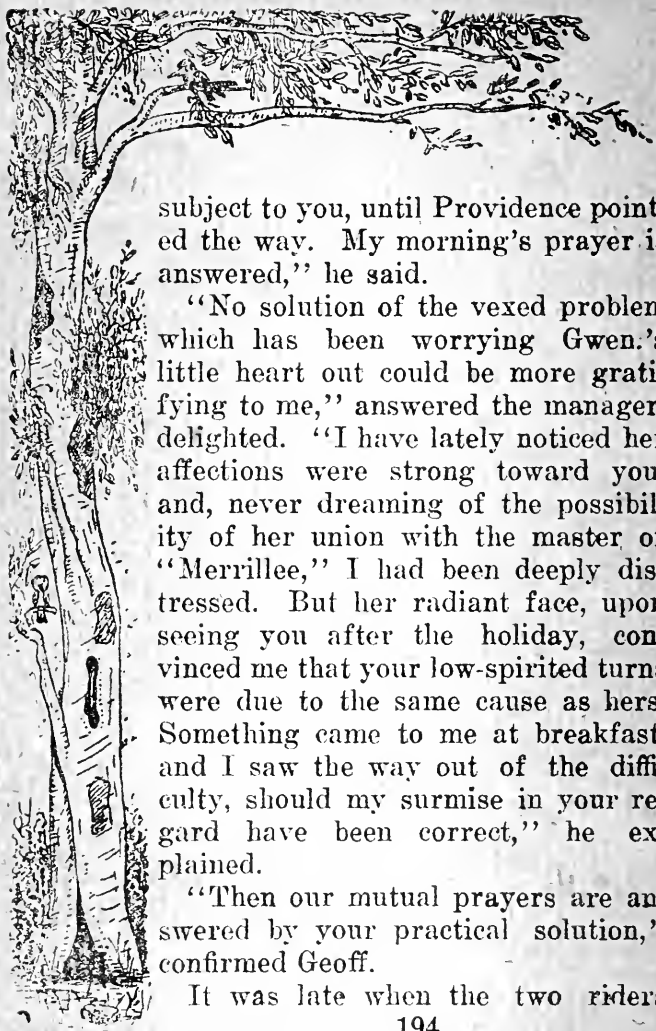 subject to you, until Providence point
ed the way. My morning's prayer i
answered," he said.
"No solution of the vexed problem
which has been worrying Gwen.'s
little heart out could be more grati
fying to me," answered the manager
delighted. "I have lately noticed her
affections were strong toward you
and, never dreaming of the possibil
ity of her union with the master of
"Merrillee," I had been deeply dis
tressed. But her radiant face, upon
seeing you after the holiday, con
vinced me that your low-spirited turns
were due to the same cause as hers
Something came to me at breakfast
and I saw the way out of the diffi
culty, should my surmise in your re
gard have been correct," he ex
plained.
"Then our mutual prayers are an
swered by your practical solution,"
confirmed Geoff.
It was late when the two riders
194